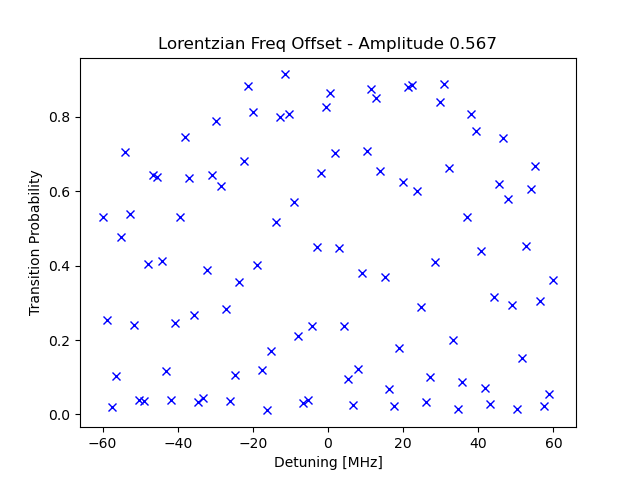 Lorentzian Freq Offset - Amplitude 0.567
Transition Probability
0.8
0.6
0.4
0.2
0.0
−60 −40 −20 0 20 40 60
Detuning [MHz]